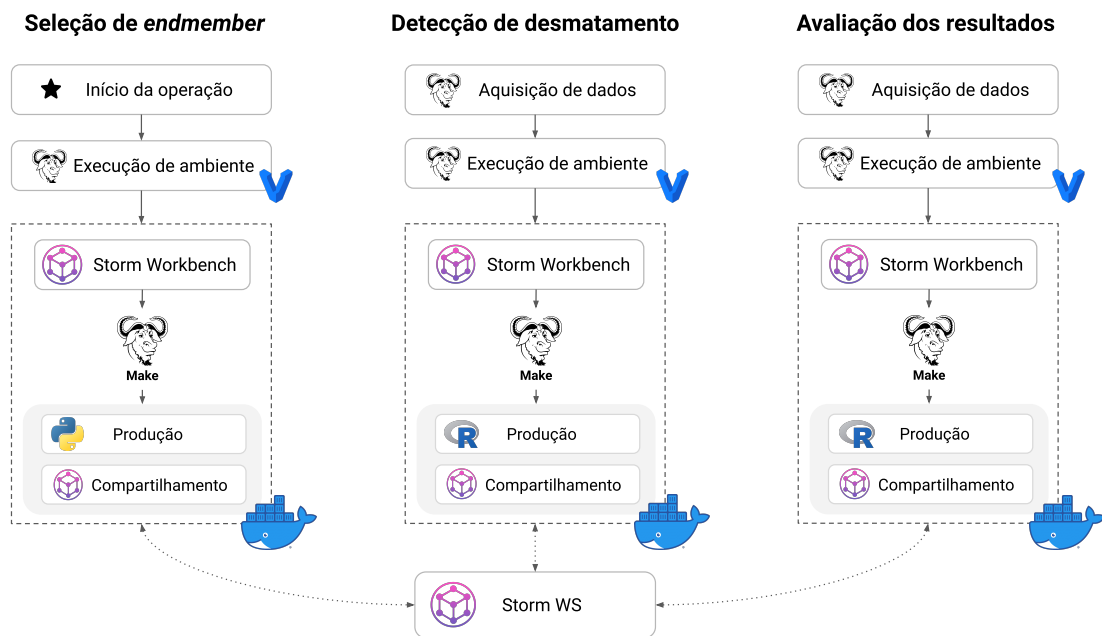 Seleção de endmember
Início da operação
Execução de ambiente
Storm Workbench
Make
Produção
Compartilhamento
Detecção de desmatamento
Aquisição de dados
Execução de ambiente
Storm Workbench
Make
R
Produção
Compartilhamento
Avaliação dos resultados
Aquisição de dados
Execução de ambiente
Storm Workbench
Make
R
Produção
Compartilhamento
Storm WS